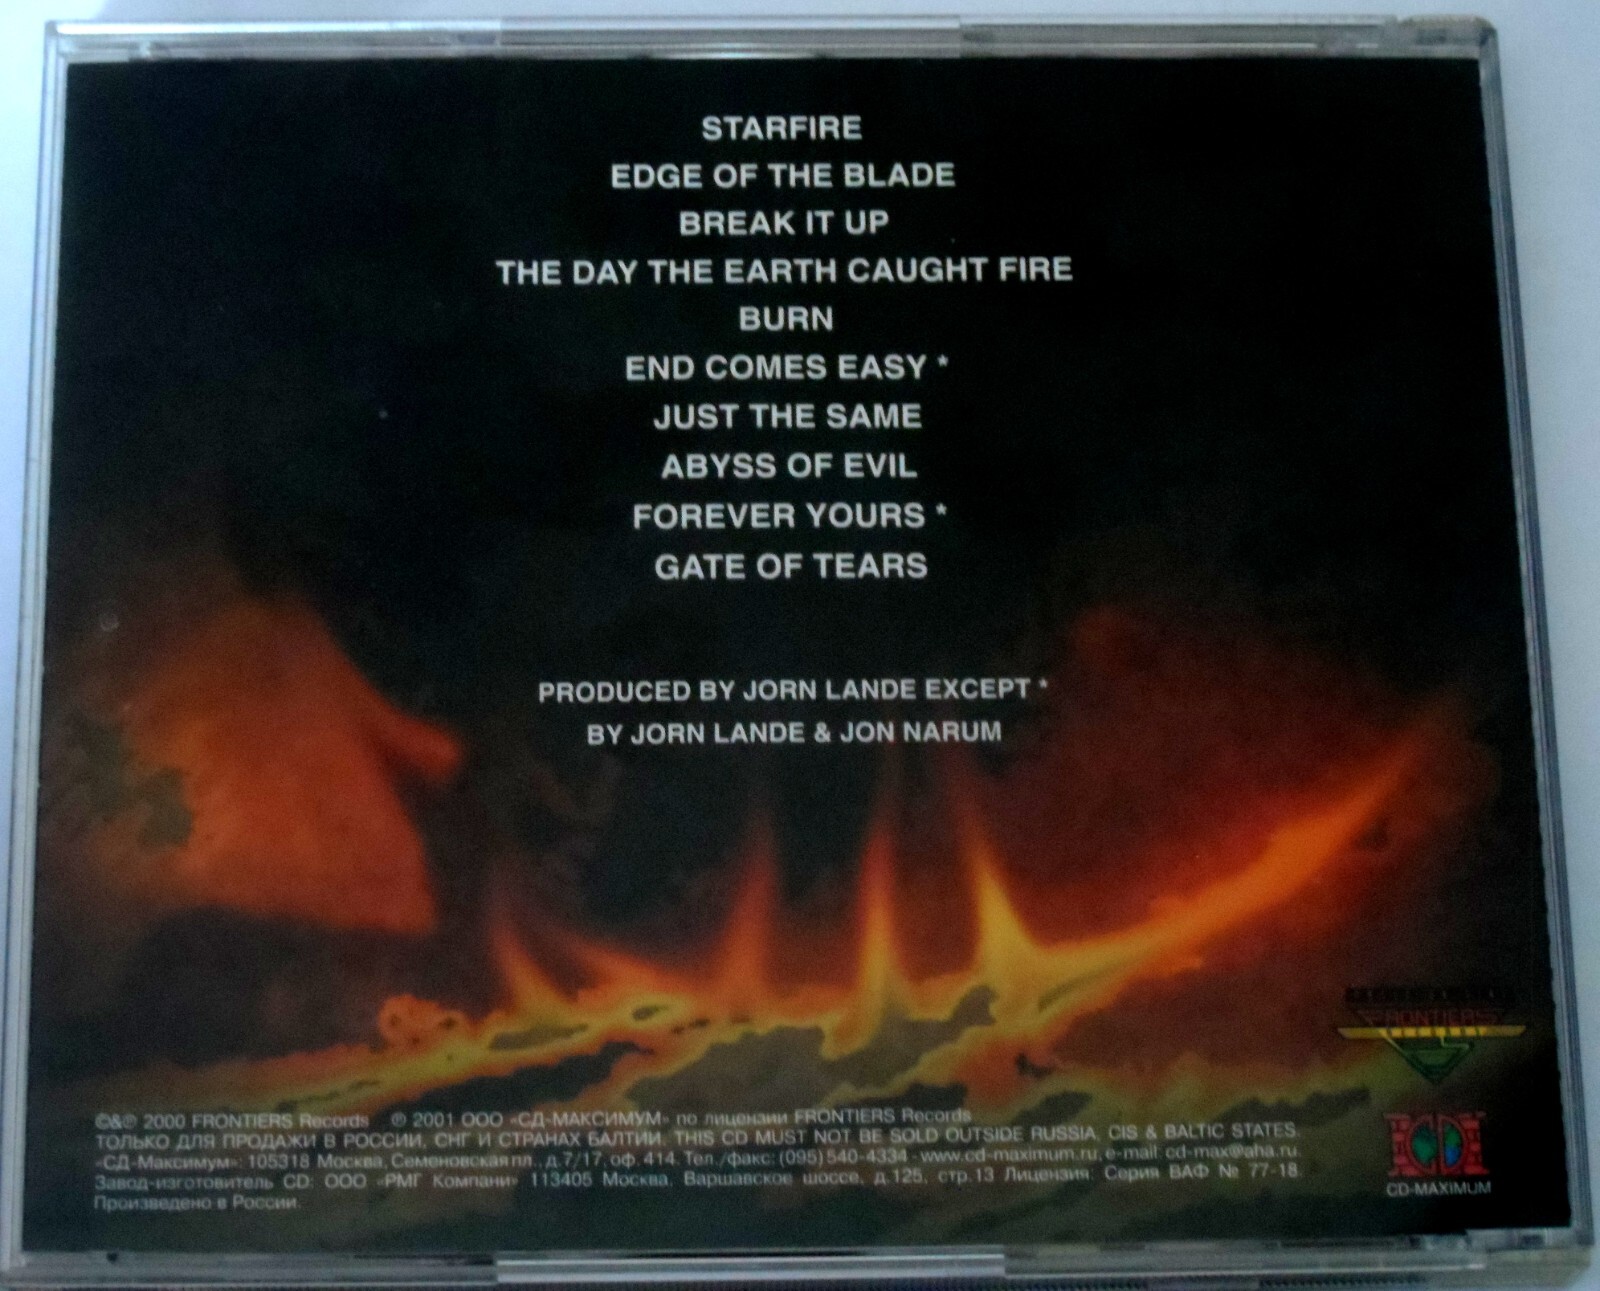 STARFIRE
EDGE OF THE BLADE
BREAK IT UP
THE DAY THE EARTH CAUGHT FIRE
BURN
END COMES EASY *
JUST THE SAME
ABYSS OF EVIL
FOREVER YOURS *
GATE OF TEARS
PRODUCED BY JORN LANDE EXCEPT *
BY JORN LANDE & JON NARUM
FRONTIERS
©&℗ 2000 FRONTIERS Records ℗ 2001 ООО «СД-МАКСИМУМ» по лицензии FRONTIERS Records
ТОЛЬКО ДЛЯ ПРОДАЖИ В РОССИИ, СНГ И СТРАНАХ БАЛТИИ. THIS CD MUST NOT BE SOLD OUTSIDE RUSSIA, CIS & BALTIC STATES.
«СД-Максимум»: 105318 Москва, Семеновская пл., д.7/17, оф. 414. Тел./факс: (095) 540-4334 - www.cd-maximum.ru, e-mail: cd-max@aha.ru.
Завод-изготовитель CD: ООО «РМГ Компани» 113405 Москва, Варшавское шоссе, д.125, стр.13 Лицензия: Серия ВАФ № 77-18.
Произведено в России.
CD
CD-MAXIMUM